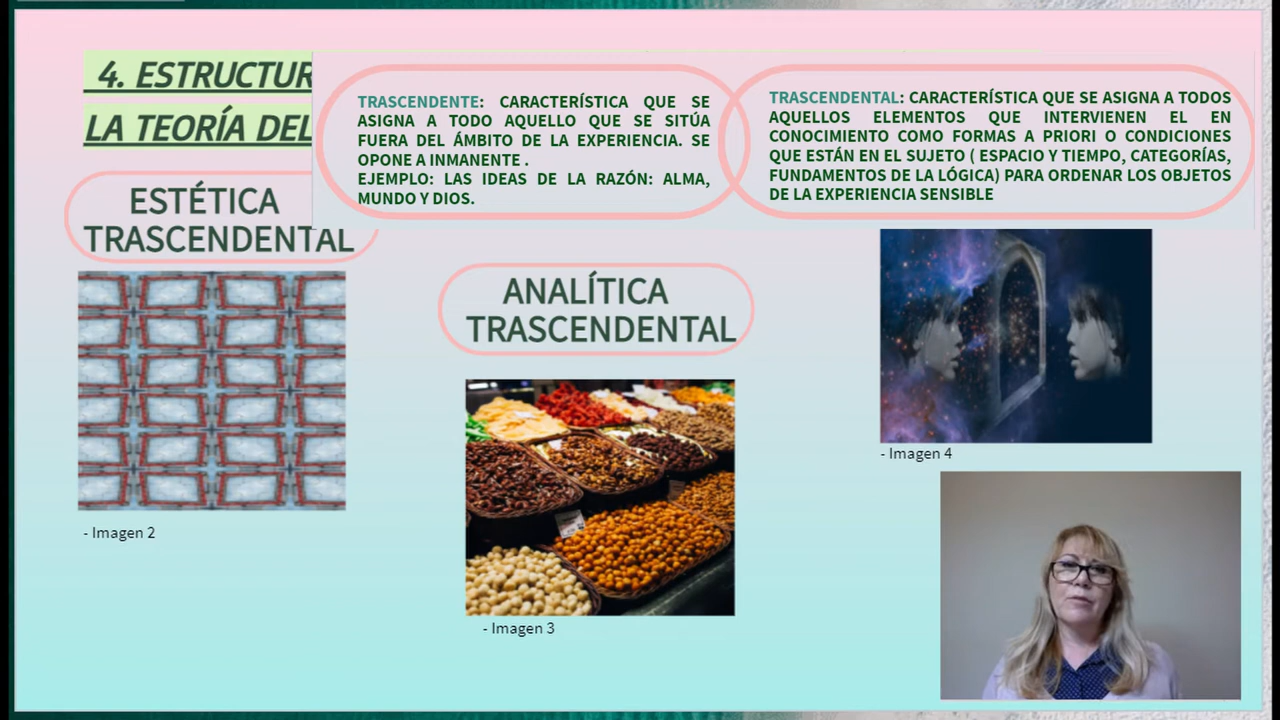 4. ESTRUCTUR
LA TEORÍA DEL
TRASCENDENTE: CARACTERÍSTICA QUE SE
ASIGNA A TODO AQUELLO QUE SE SITÚA
FUERA DEL ÁMBITO DE LA EXPERIENCIA. SE
OPONE A INMANENTE .
EJEMPLO: LAS IDEAS DE LA RAZÓN: ALMA,
MUNDO Y DIOS.
TRASCENDENTAL: CARACTERÍSTICA QUE SE ASIGNA A TODOS
AQUELLOS ELEMENTOS QUE INTERVIENEN EL EN
CONOCIMIENTO COMO FORMAS A PRIORI O CONDICIONES
QUE ESTÁN EN EL SUJETO ( ESPACIO Y TIEMPO, CATEGORÍAS,
FUNDAMENTOS DE LA LÓGICA) PARA ORDENAR LOS OBJETOS
DE LA EXPERIENCIA SENSIBLE
ESTÉTICA
TRASCENDENTAL
ANALÍTICA
TRASCENDENTAL
- Imagen 2
- Imagen 3
- Imagen 4